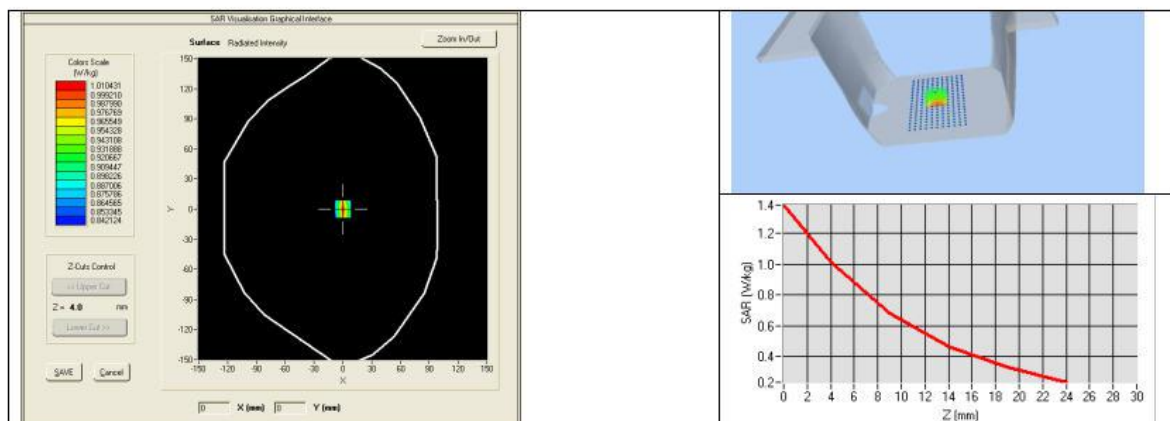 SAR Visualisation Graphical Interface
Surface Radiated Intensity
Zoom In/Out
Colors Scale
(W/kg)
1.010431
0.999210
0.987990
0.976769
0.965549
0.954328
0.943108
0.931888
0.920667
0.909447
0.898226
0.887006
0.875786
0.864565
0.853345
0.842124
Z-Cuts Control
<< Upper Cut
Z = 4.0 mm
Lower Cut >>
SAVE Cancel
Y
150
120
90
60
30
0
-30
-60
-90
-120
-150
-150 -120 -90 -60 -30 0 30 60 90 120 150
X
0 X (mm) 0 Y (mm)
SAR (W/kg)
1.4
1.2
1.0
0.8
0.6
0.4
0.2
0 2 4 6 8 10 12 14 16 18 20 22 24 26 28 30
Z (mm)